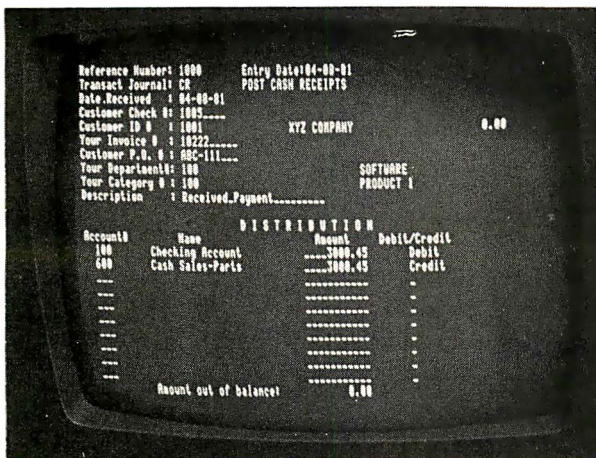 Reference Number: 1000 Entry Date:04-08-81
Transact Journal: CR POST CASH RECEIPTS
Date Received : 04-08-81
Customer Check #: 1005____
Customer ID # : 1001 XYZ COMPANY 0.00
Your Invoice # : 10222_____
Customer P.O. # : ABC-111___
Your Department#: 100 SOFTWARE
Your Category # : 100 PRODUCT 1
Description : Received_Payment_________
DISTRIBUTION
Account# Name Amount Debit/Credit
100 Checking Account ____3000.45 Debit
600 Cash Sales-Parts ____3000.45 Credit
Amount out of balance: 0.00